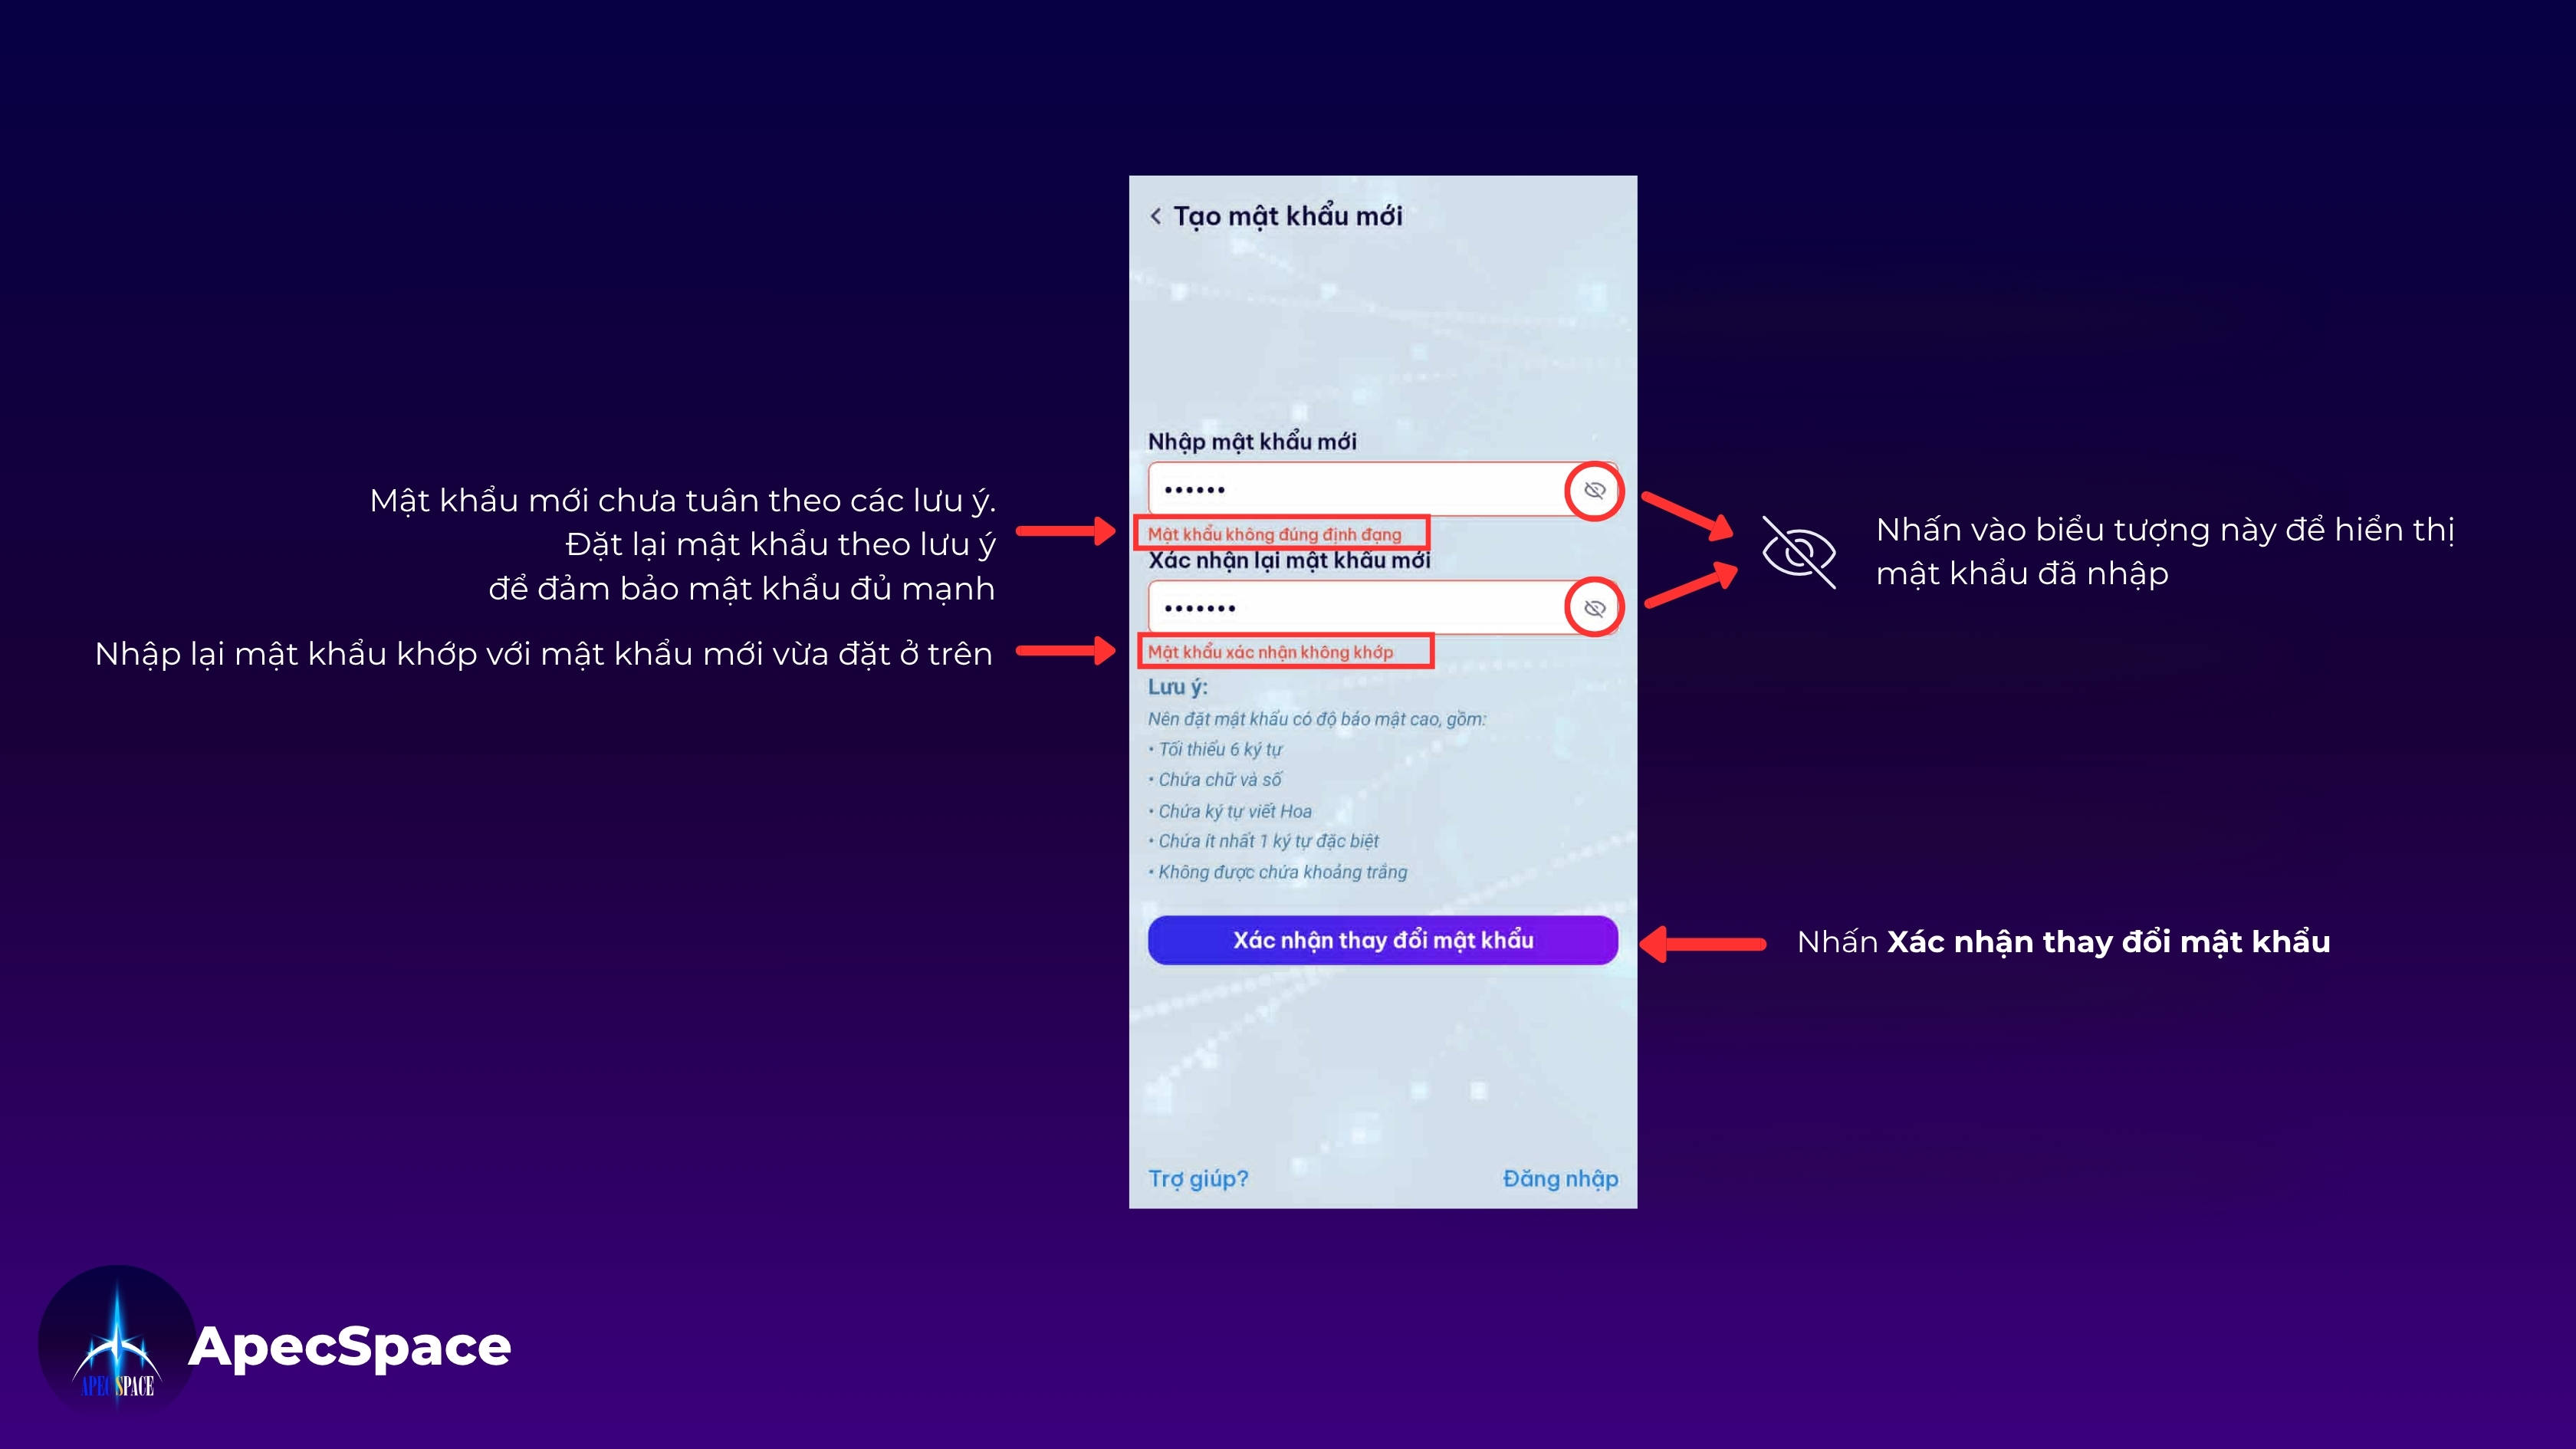 Tạo mật khẩu mới
Nhập mật khẩu mới
Mật khẩu mới chưa tuân theo các lưu ý.
Đặt lại mật khẩu theo lưu ý
để đảm bảo mật khẩu đủ mạnh
Mật khẩu không đúng định đạng
Xác nhận lại mật khẩu mới
Nhấn vào biểu tượng này để hiển thị
mật khẩu đã nhập
Nhập lại mật khẩu khớp với mật khẩu mới vừa đặt ở trên
Mật khẩu xác nhận không khớp
Lưu ý:
Nên đặt mật khẩu có độ bảo mật cao, gồm:
• Tối thiểu 6 ký tự
• Chứa chữ và số
• Chứa ký tự viết Hoa
• Chứa ít nhất 1 ký tự đặc biệt
• Không được chứa khoảng trắng
Xác nhận thay đổi mật khẩu
Nhấn Xác nhận thay đổi mật khẩu
Trợ giúp?
Đăng nhập
APECSPACE
ApecSpace